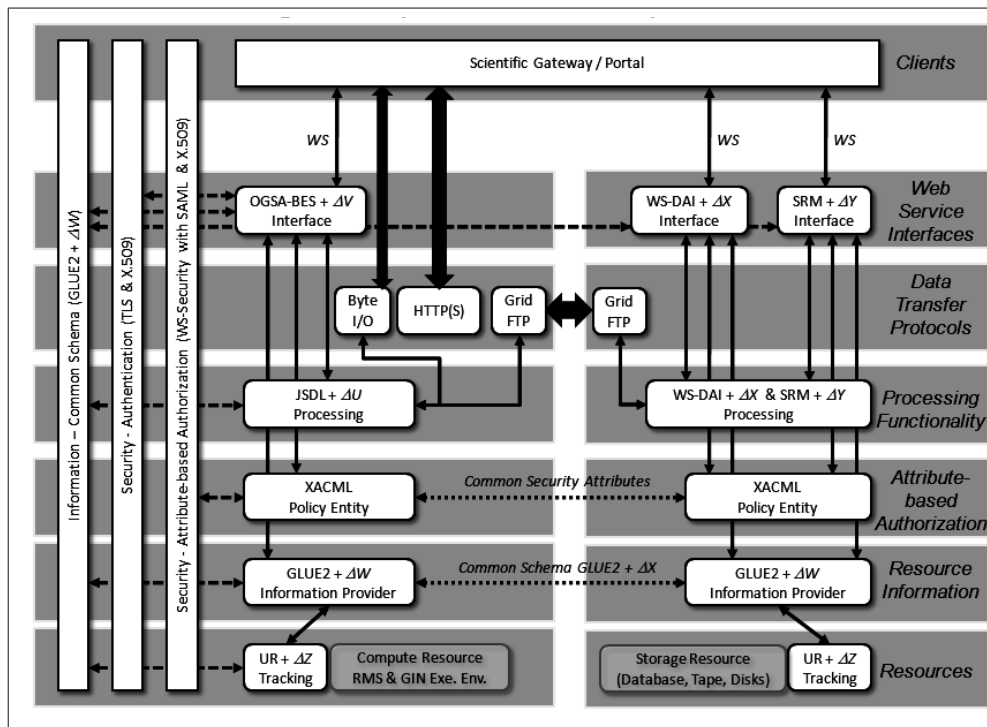 Scientific Gateway / Portal
Clients
Information – Common Schema (GLUE2 + ΔW)
Security - Authentication (TLS & X.509)
Security - Attribute-based Authorization (WS-Security with SAML & X.509)
WS
WS
WS
OGSA-BES + ΔV
Interface
WS-DAI + ΔX
Interface
SRM + ΔY
Interface
Web
Service
Interfaces
Byte
I/O
HTTP(S)
Grid
FTP
Grid
FTP
Data
Transfer
Protocols
JSDL + ΔU
Processing
WS-DAI + ΔX & SRM + ΔY
Processing
Processing
Functionality
XACML
Policy Entity
Common Security Attributes
XACML
Policy Entity
Attribute-
based
Authorization
GLUE2 + ΔW
Information Provider
Common Schema GLUE2 + ΔX
GLUE2 + ΔW
Information Provider
Resource
Information
UR + ΔZ
Tracking
Compute Resource
RMS & GIN Exe. Env.
Storage Resource
(Database, Tape, Disks)
UR + ΔZ
Tracking
Resources